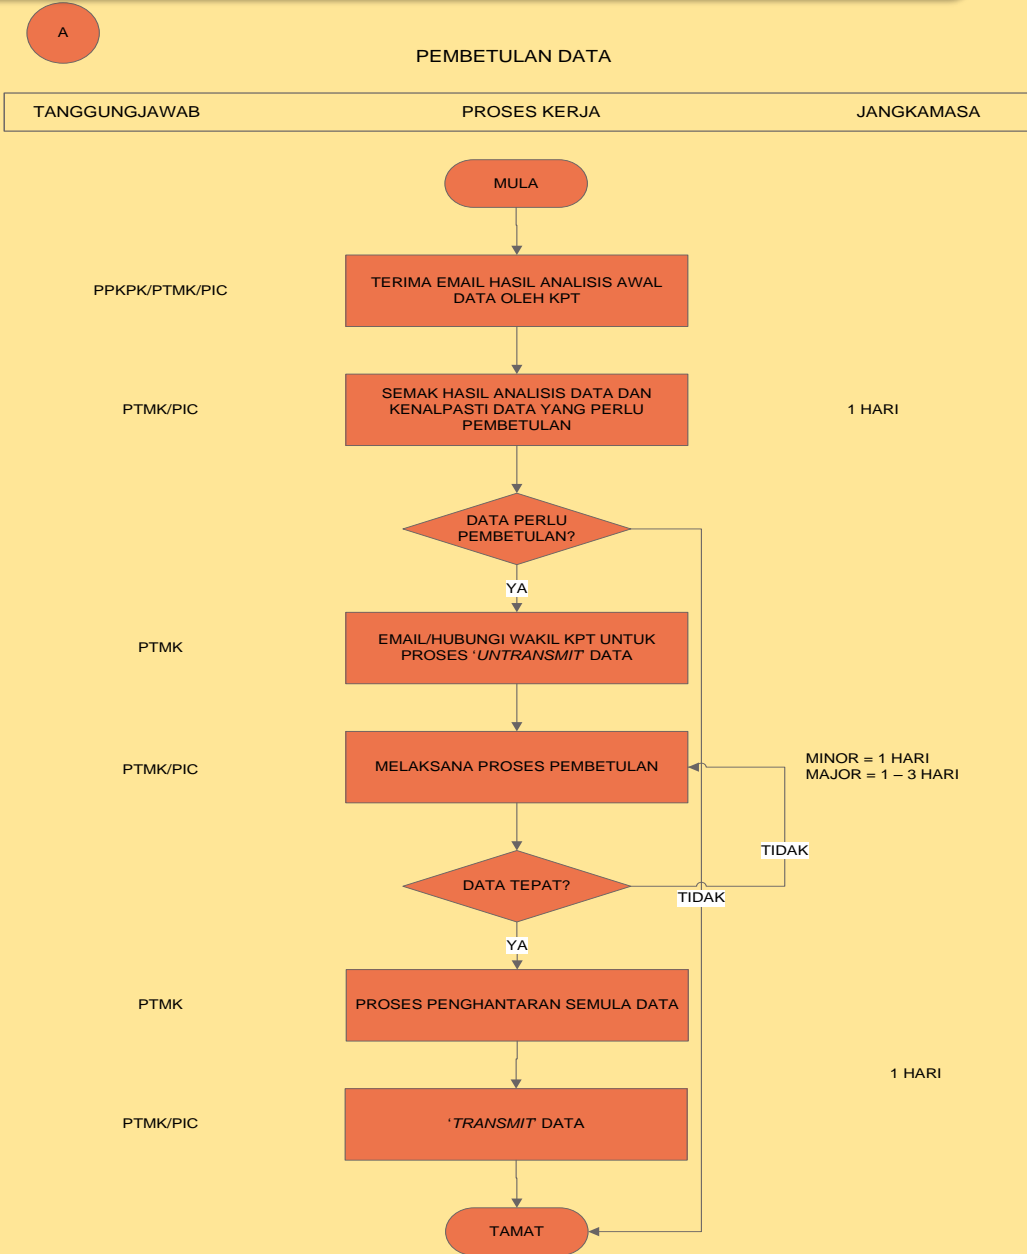 A
PEMBETULAN DATA
TANGGUNGJAWAB PROSES KERJA JANGKAMASA
MULA
PPKPK/PTMK/PIC
TERIMA EMAIL HASIL ANALISIS AWAL
DATA OLEH KPT
PTMK/PIC
SEMAK HASIL ANALISIS DATA DAN
KENALPASTI DATA YANG PERLU
PEMBETULAN
1 HARI
DATA PERLU
PEMBETULAN?
YA
PTMK
EMAIL/HUBUNGI WAKIL KPT UNTUK
PROSES ‘UNTRANSMIT’ DATA
PTMK/PIC
MELAKSANA PROSES PEMBETULAN
MINOR = 1 HARI
MAJOR = 1 – 3 HARI
TIDAK
DATA TEPAT?
TIDAK
YA
PTMK
PROSES PENGHANTARAN SEMULA DATA
1 HARI
PTMK/PIC
‘TRANSMIT’ DATA
TAMAT